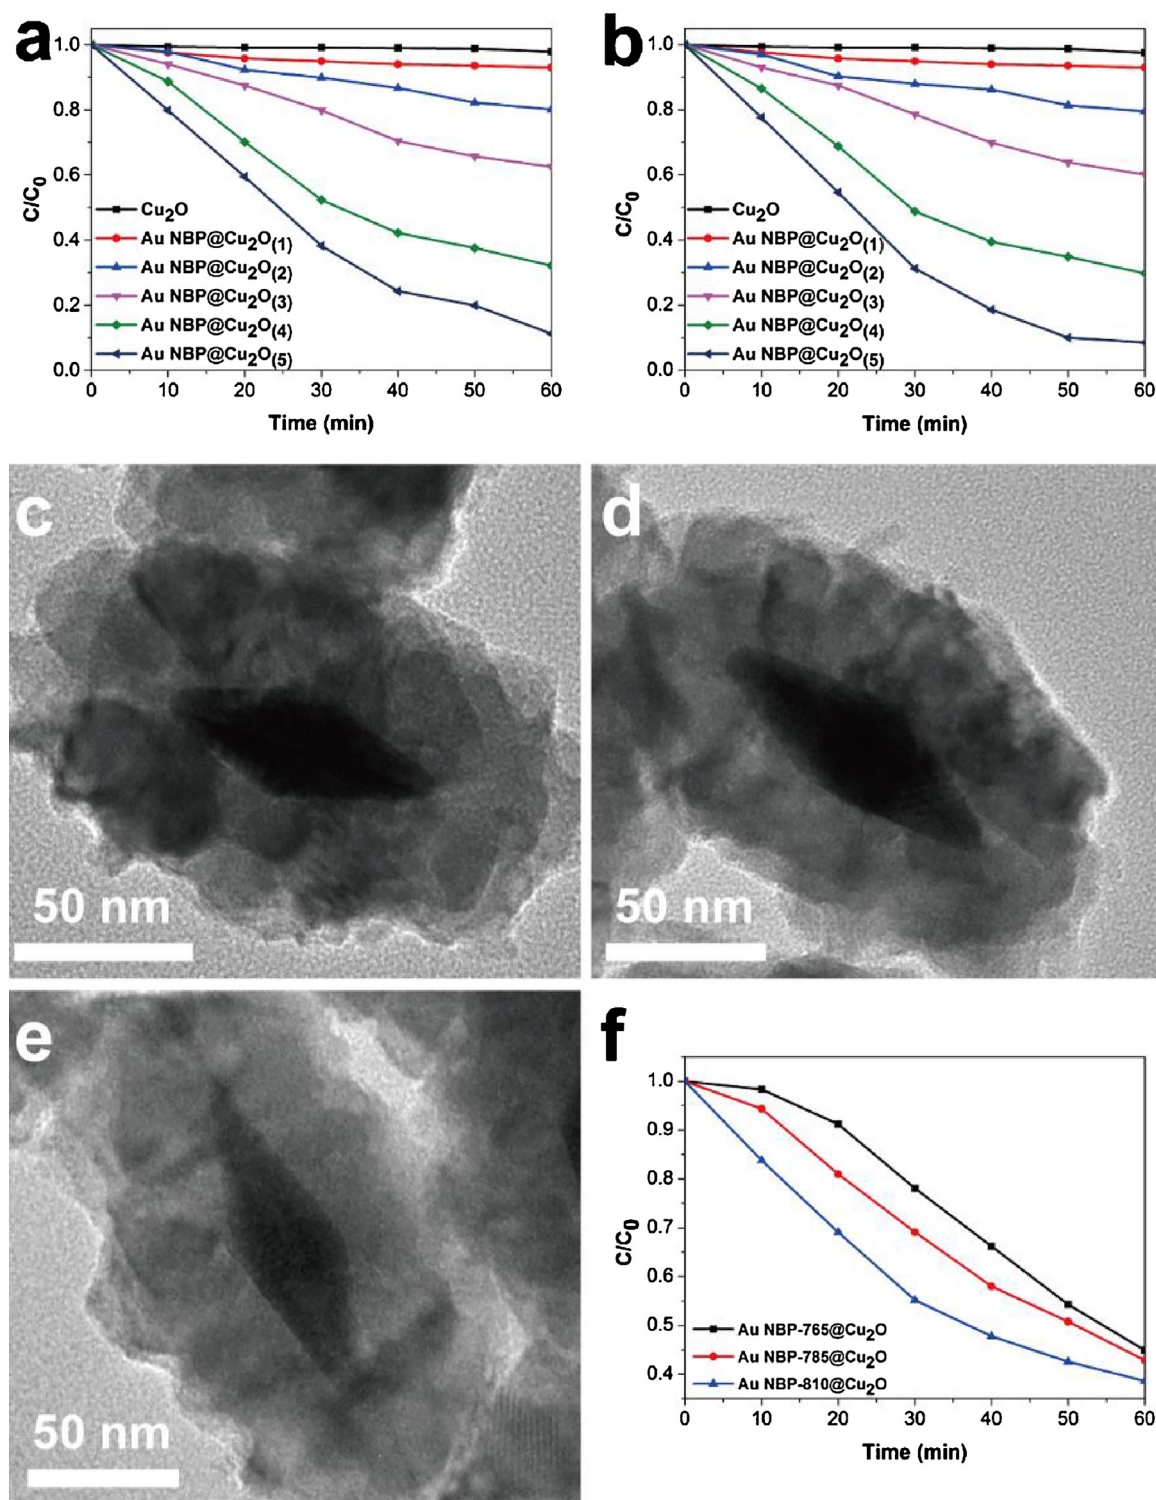 a
1.0
0.8
0.6
0.4
0.2
0.0
C/C0
Cu2O
Au NBP@Cu2O(1)
Au NBP@Cu2O(2)
Au NBP@Cu2O(3)
Au NBP@Cu2O(4)
Au NBP@Cu2O(5)
0 10 20 30 40 50 60
Time (min)
b
1.0
0.8
0.6
0.4
0.2
0.0
C/C0
Cu2O
Au NBP@Cu2O(1)
Au NBP@Cu2O(2)
Au NBP@Cu2O(3)
Au NBP@Cu2O(4)
Au NBP@Cu2O(5)
0 10 20 30 40 50 60
Time (min)
c
50 nm
d
50 nm
e
50 nm
f
1.0
0.9
0.8
0.7
0.6
0.5
0.4
C/C0
Au NBP-765@Cu2O
Au NBP-785@Cu2O
Au NBP-810@Cu2O
0 10 20 30 40 50 60
Time (min)